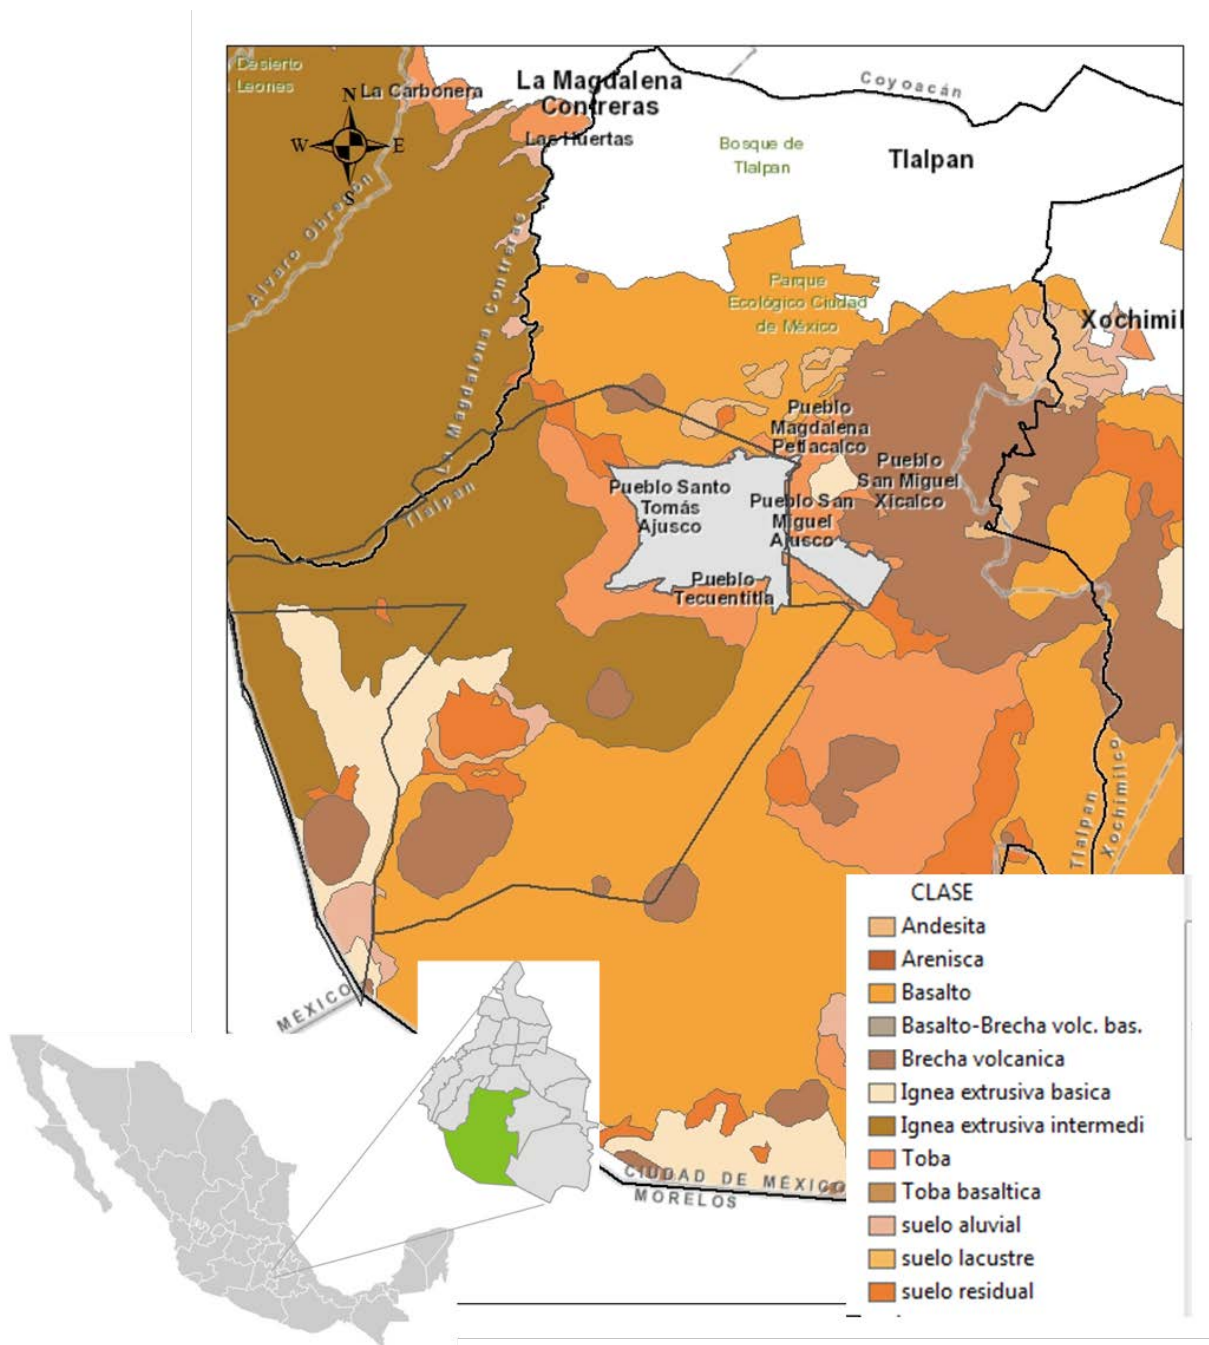 Desierto
Leones
La Carbonera
La Magdalena
Contreras
Las Huertas
Coyoacán
Bosque de
Tlalpan
Tlalpan
N
W
E
S
Alvaro Obregón
La Magdalena Contreras
Tlalpan
Parque
Ecológico Ciudad
de México
Xochimil
Pueblo
Magdalena
Petlacalco
Pueblo
San Miguel
Xicalco
Pueblo Santo
Tomás
Ajusco
Pueblo San
Miguel
Ajusco
Pueblo
Tecuentitla
Tlalpan
Xochimilco
MÉXICO
CIUDAD DE MÉXICO
MORELOS
CLASE
Andesita
Arenisca
Basalto
Basalto-Brecha volc. bas.
Brecha volcanica
Ignea extrusiva basica
Ignea extrusiva intermedi
Toba
Toba basaltica
suelo aluvial
suelo lacustre
suelo residual